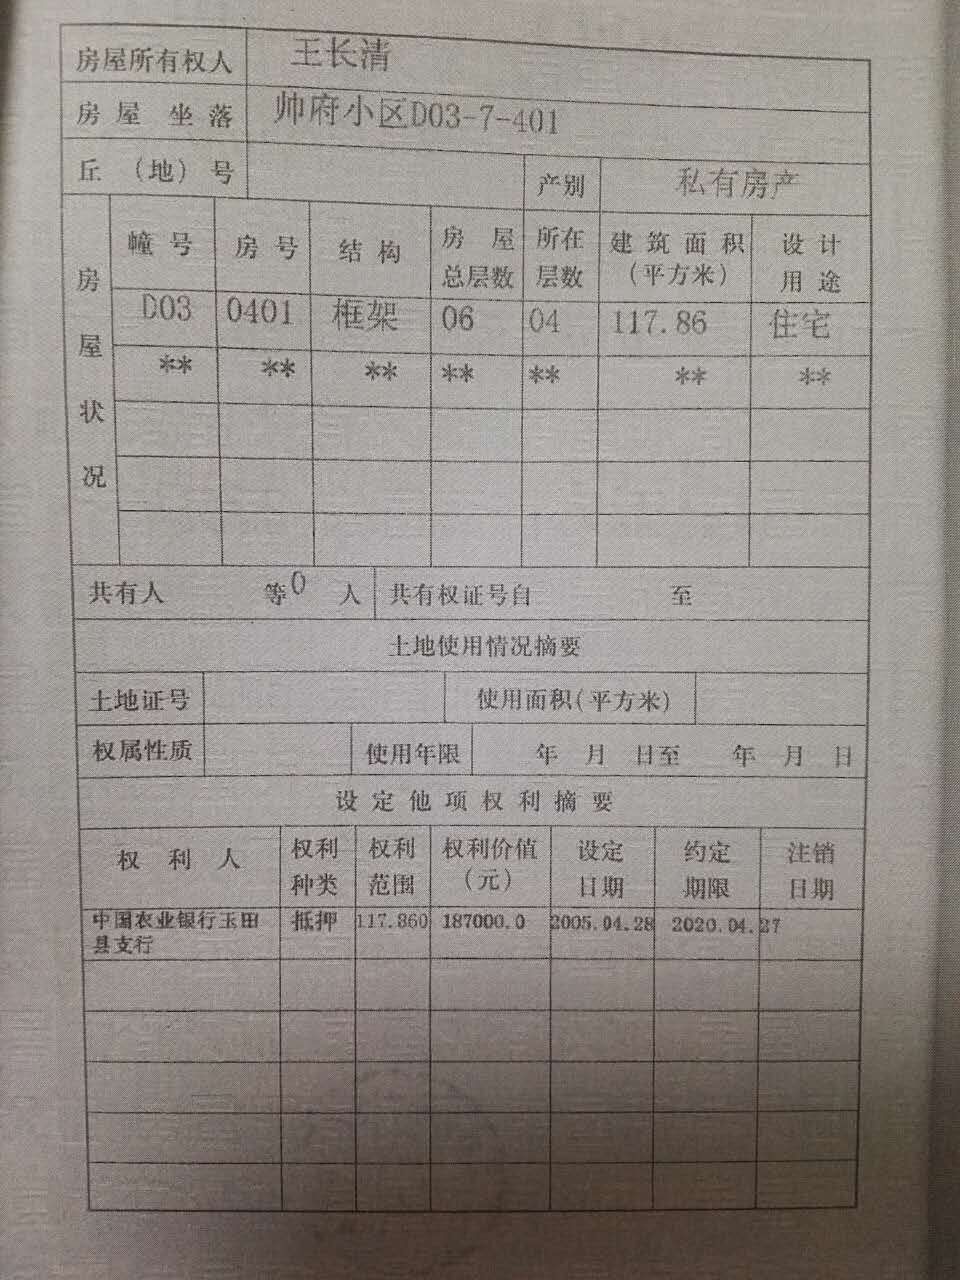 房屋所有权人 王长清
房屋坐落 帅府小区D03-7-401
丘（地）号 产别 私有房产
房屋状况
幢号 房号 结构 房屋总层数 所在层数 建筑面积（平方米） 设计用途
D03 0401 框架 06 04 117.86 住宅
** ** ** ** ** ** **
共有人 等0人 共有权证号自 至
土地使用情况摘要
土地证号 使用面积(平方米)
权属性质 使用年限 年 月 日至 年 月 日
设定他项权利摘要
权利人 权利种类 权利范围 权利价值（元） 设定日期 约定期限 注销日期
中国农业银行玉田县支行 抵押 117.860 187000.0 2005.04.28 2020.04.27